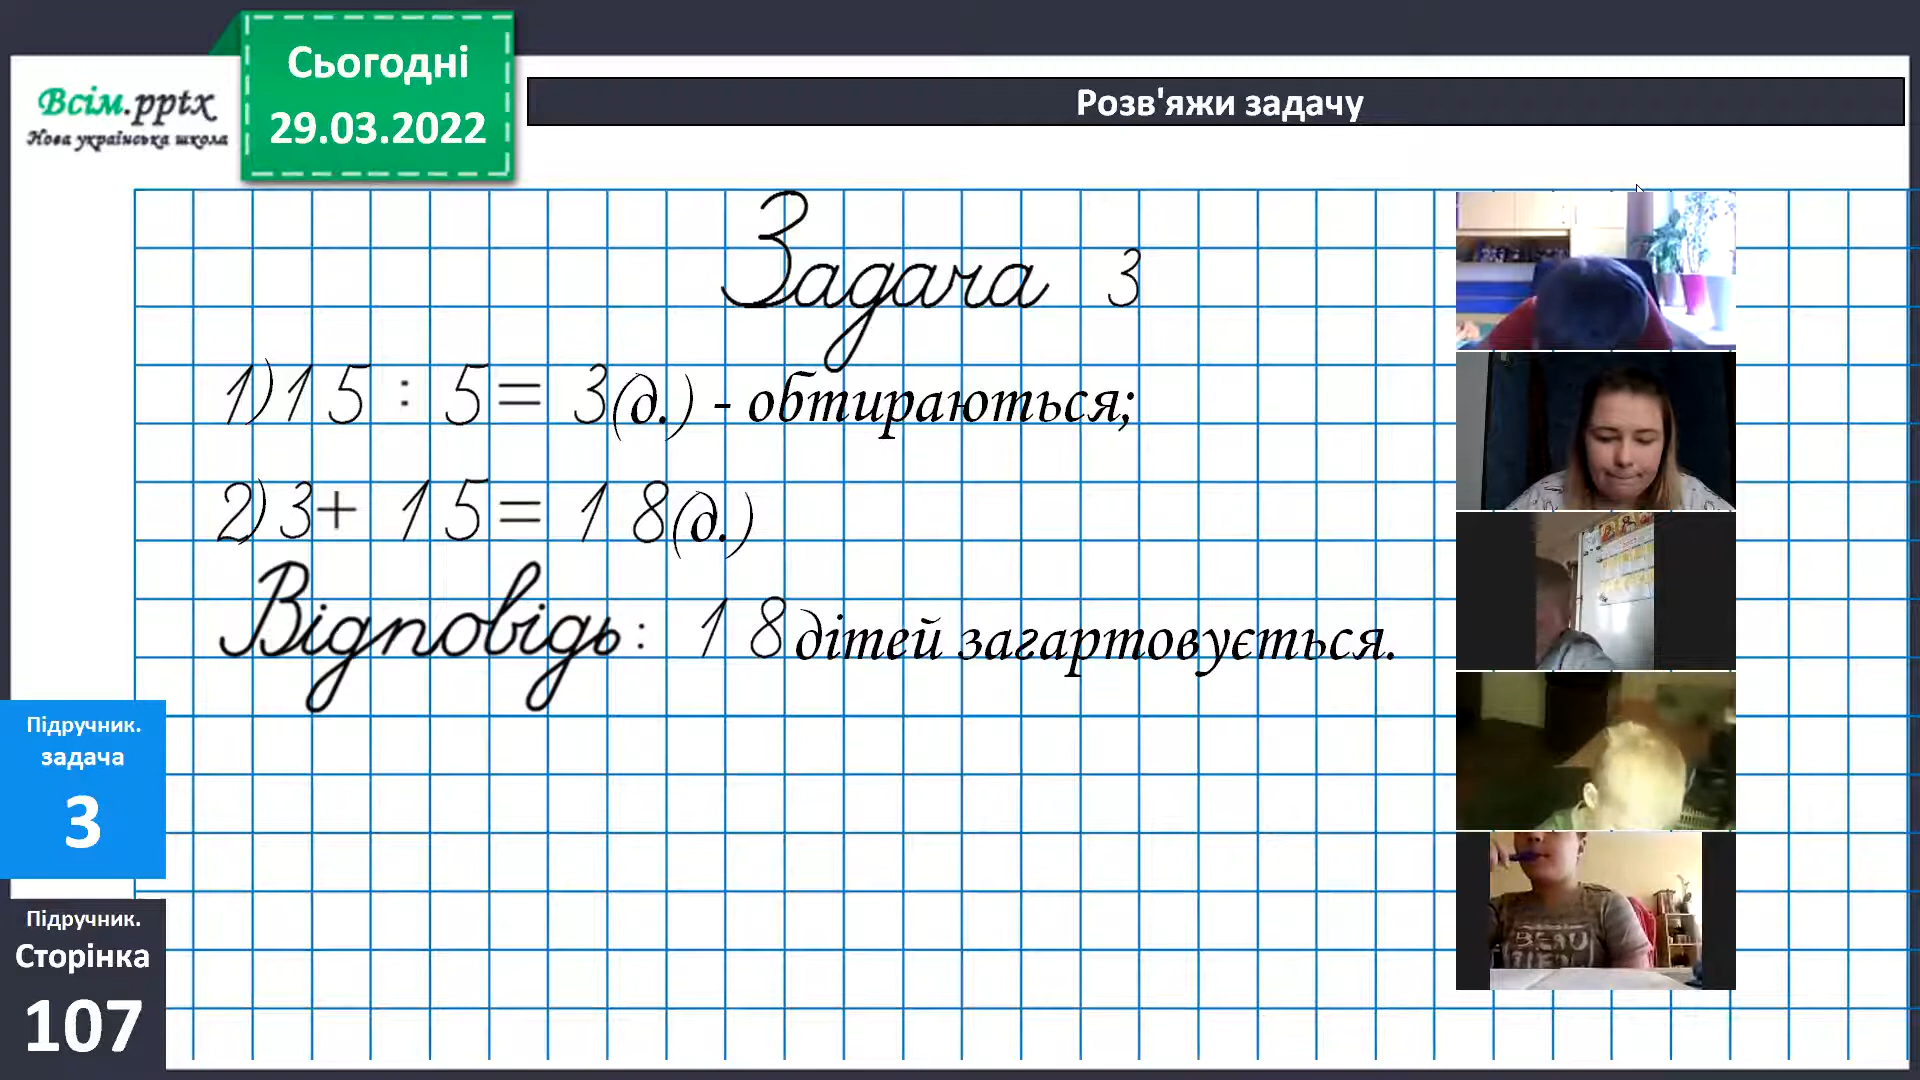 Всім.pptx
Нова українська школа
Сьогодні
29.03.2022
Розв'яжи задачу
Задача 3
1) 15 : 5 = 3 (д.) - обтираються;
2) 3 + 15 = 18 (д.)
Відповідь: 18 дітей загартовується.
Підручник.
задача
3
Підручник.
Сторінка
107